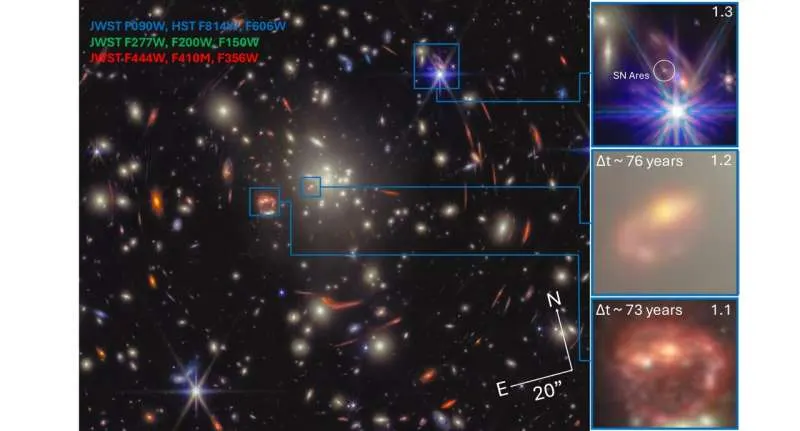 JWST F090W, HST F814W, F606W
JWST F277W, F200W, F150W
JWST F444W, F410M, F356W
1.3
SN Ares
Δt ~ 76 years 1.2
Δt ~ 73 years 1.1
N
E
20”